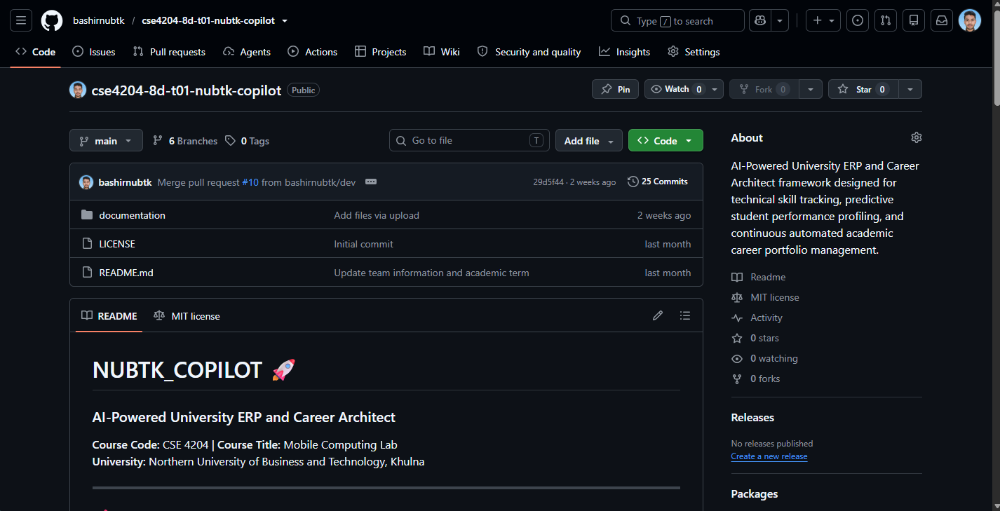 bashirnubtk / cse4204-8d-t01-nubtk-copilot
Type / to search
Code Issues Pull requests Agents Actions Projects Wiki Security and quality Insights Settings
cse4204-8d-t01-nubtk-copilot Public
Pin Watch 0 Fork 0 Star 0
main 6 Branches 0 Tags Go to file T Add file Code
bashirnubtk Merge pull request #10 from bashirnubtk/dev 29d5f44 · 2 weeks ago 25 Commits
documentation Add files via upload 2 weeks ago
LICENSE Initial commit last month
README.md Update team information and academic term last month
README MIT license
NUBTK_COPILOT 🚀
AI-Powered University ERP and Career Architect
Course Code: CSE 4204 | Course Title: Mobile Computing Lab
University: Northern University of Business and Technology, Khulna
About
AI-Powered University ERP and Career
Architect framework designed for
technical skill tracking, predictive
student performance profiling, and
continuous automated academic
career portfolio management.
Readme
MIT license
Activity
0 stars
0 watching
0 forks
Releases
No releases published
Create a new release
Packages